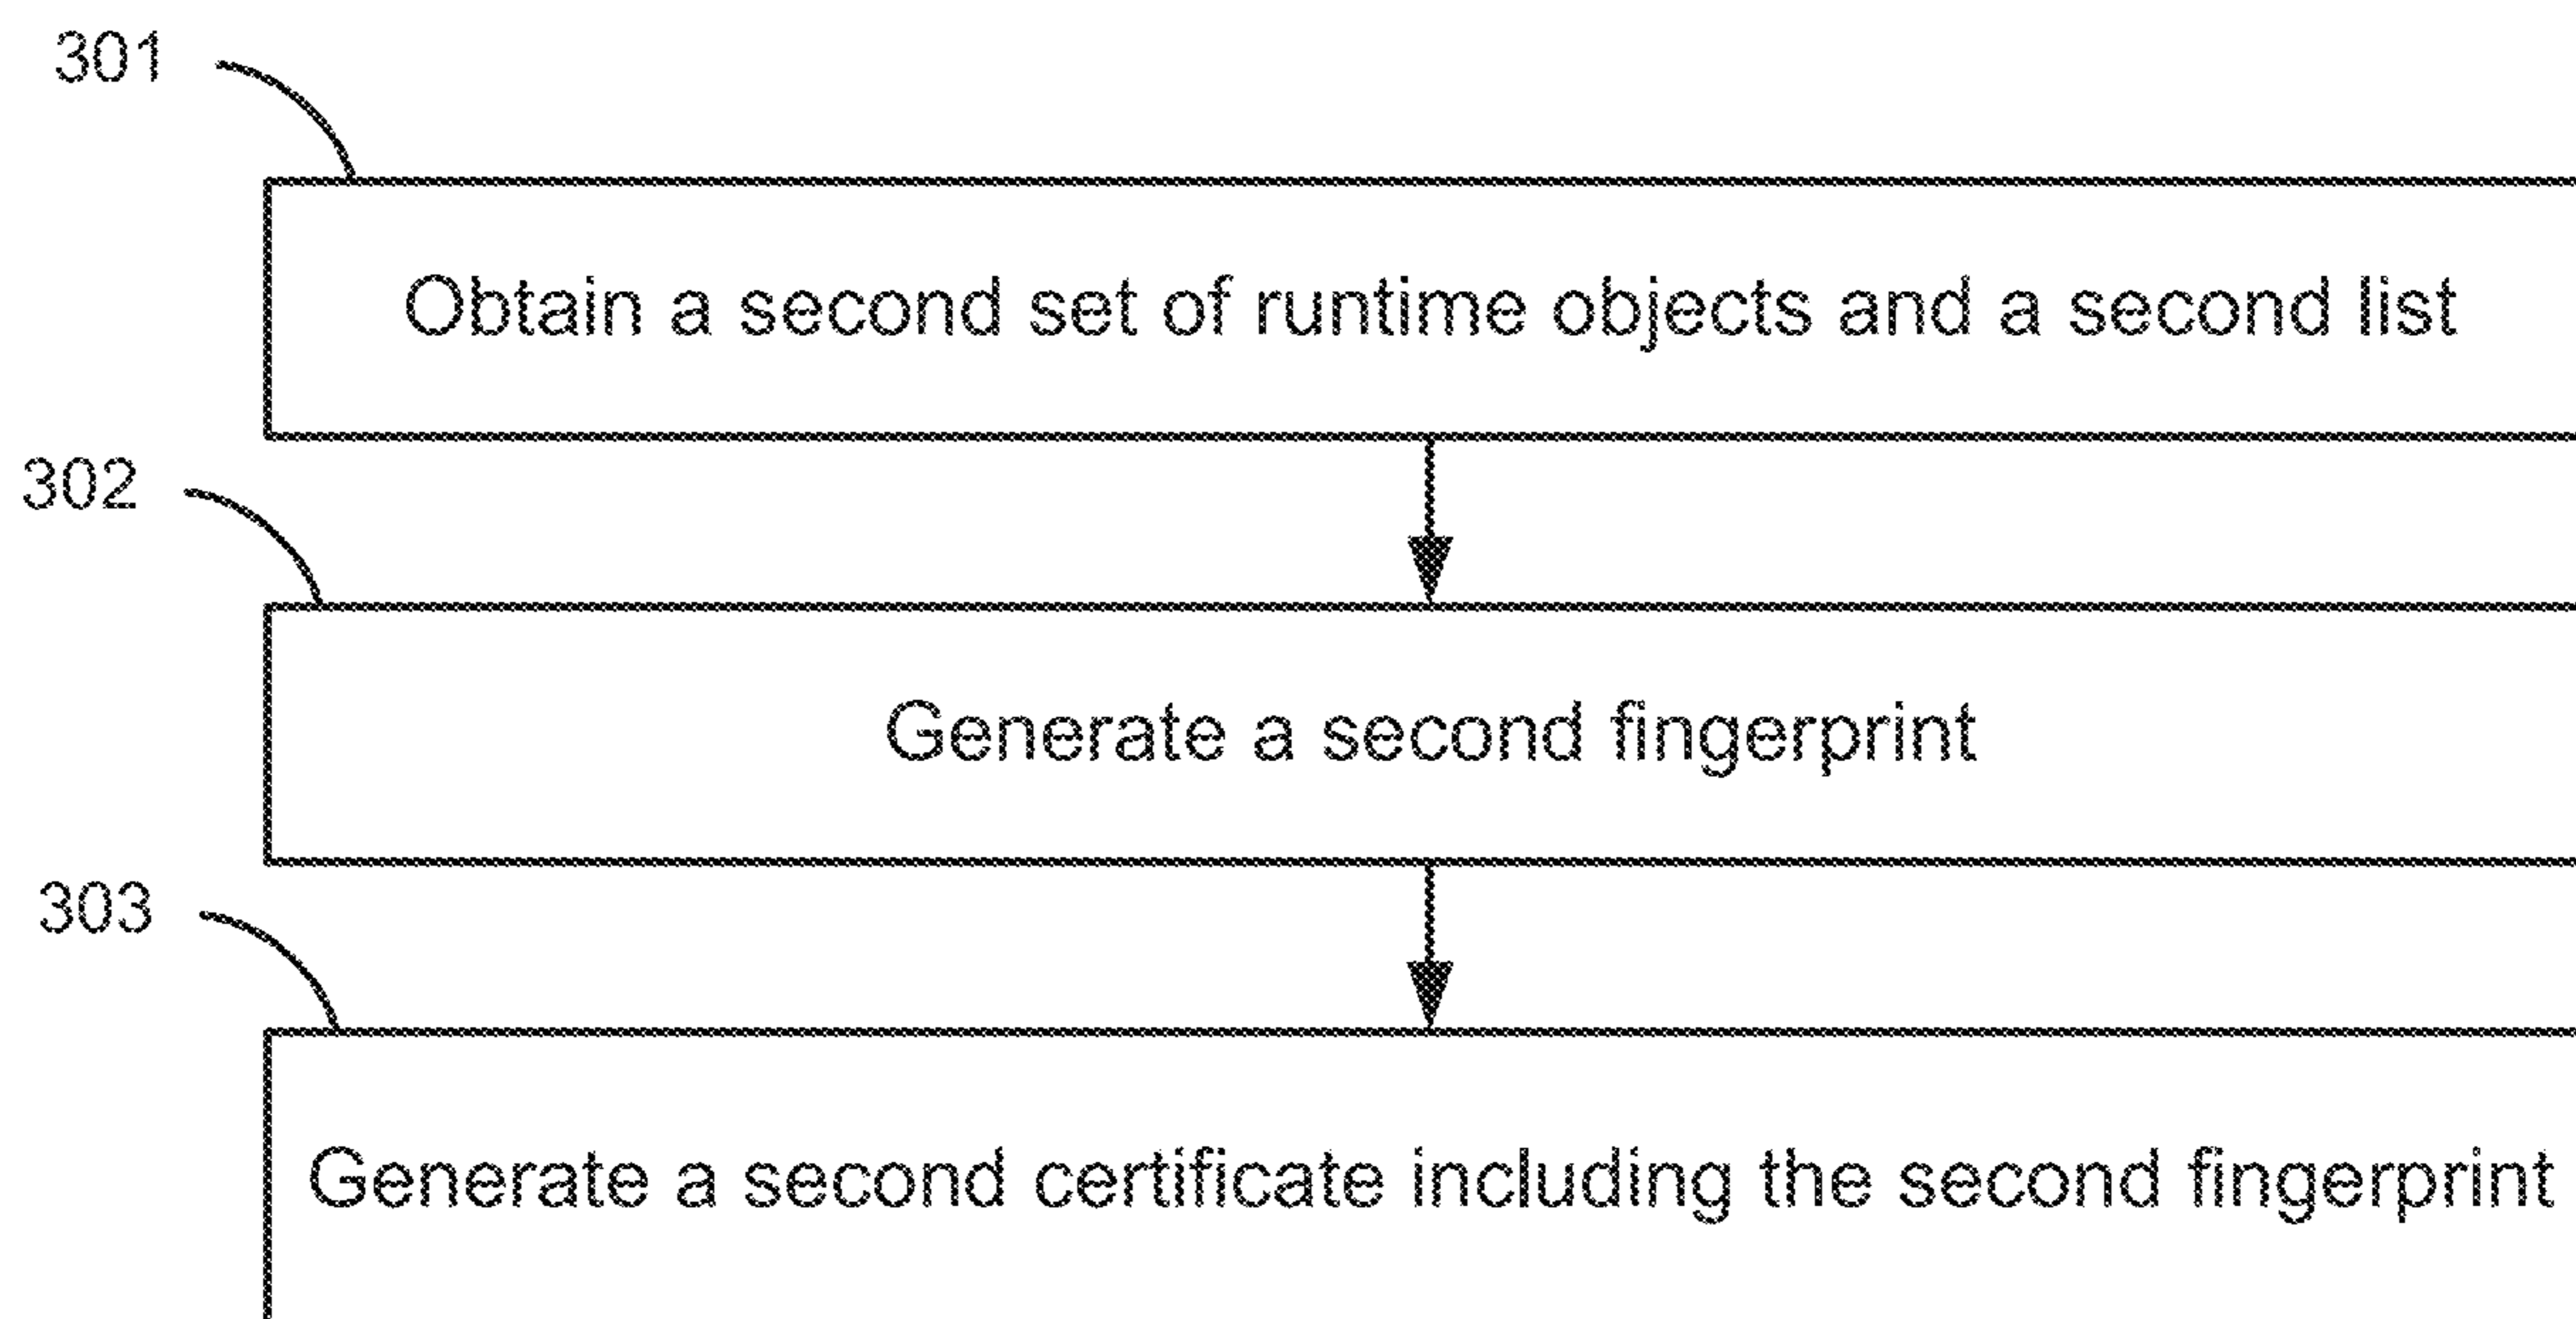 301
Obtain a second set of runtime objects and a second list
302
Generate a second fingerprint
303
Generate a second certificate including the second fingerprint